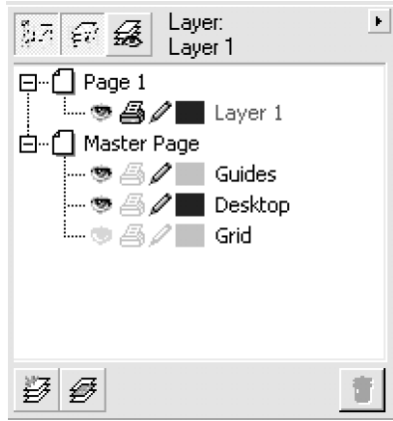 Layer:
Layer 1
Page 1
Layer 1
Master Page
Guides
Desktop
Grid